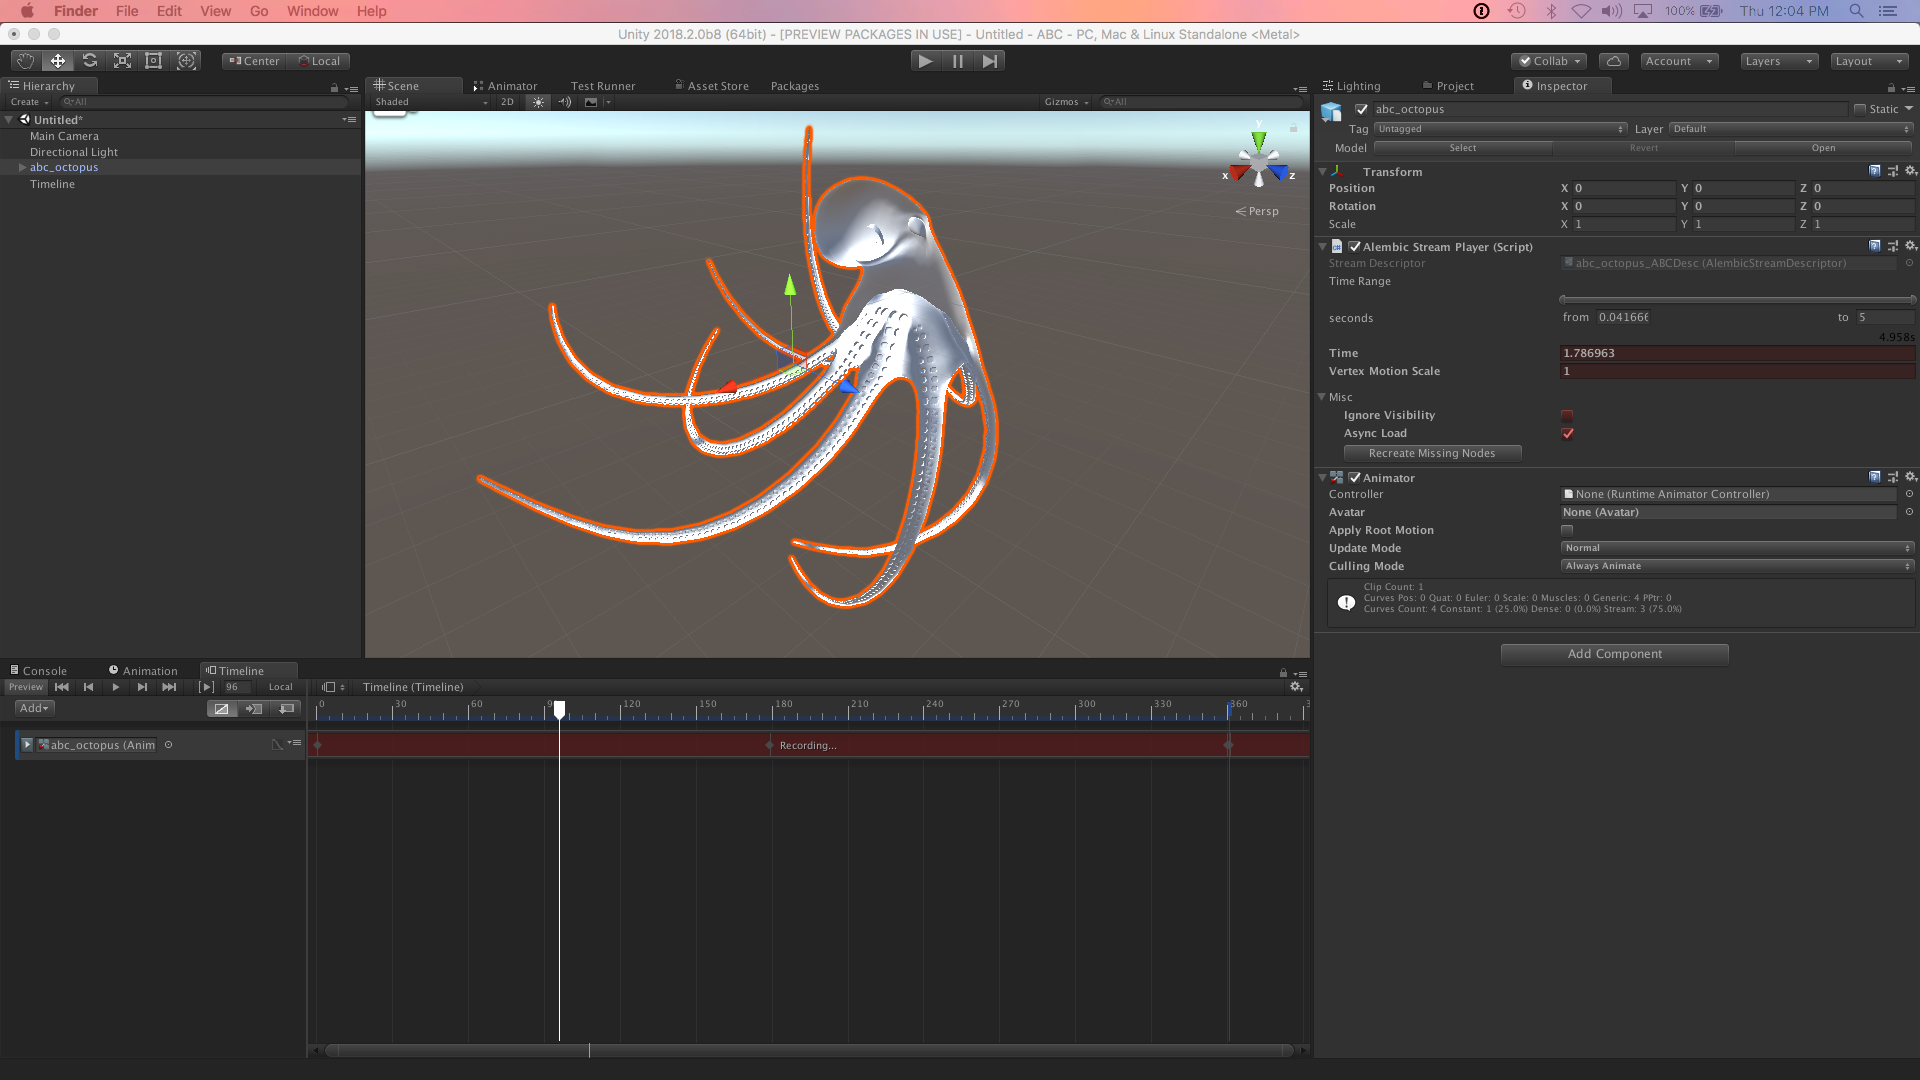 Finder File Edit View Go Window Help 100% Thu 12:04 PM
Unity 2018.2.0b8 (64bit) - [PREVIEW PACKAGES IN USE] - Untitled - ABC - PC, Mac & Linux Standalone <Metal>
Center Local Collab Account Layers Layout
Hierarchy
Create All
Untitled*
Main Camera
Directional Light
abc_octopus
Timeline
Scene Animator Test Runner Asset Store Packages
Shaded 2D Gizmos All
y
x z
Persp
Lighting Project Inspector
abc_octopus Static
Tag Untagged Layer Default
Model Select Revert Open
Transform
Position X 0 Y 0 Z 0
Rotation X 0 Y 0 Z 0
Scale X 1 Y 1 Z 1
Alembic Stream Player (Script)
Stream Descriptor abc_octopus_ABCDesc (AlembicStreamDescriptor)
Time Range
seconds from 0.041666 to 5
4.958s
Time 1.786963
Vertex Motion Scale 1
Misc
Ignore Visibility
Async Load
Recreate Missing Nodes
Animator
Controller None (Runtime Animator Controller)
Avatar None (Avatar)
Apply Root Motion
Update Mode Normal
Culling Mode Always Animate
Clip Count: 1
Curves Pos: 0 Quat: 0 Euler: 0 Scale: 0 Muscles: 0 Generic: 4 PPtr: 0
Curves Count: 4 Constant: 1 (25.0%) Dense: 0 (0.0%) Stream: 3 (75.0%)
Add Component
Console Animation Timeline
Preview 96 Local Timeline (Timeline)
Add 0 30 60 9 120 150 180 210 240 270 300 330 360 3
abc_octopus (Anim Recording...